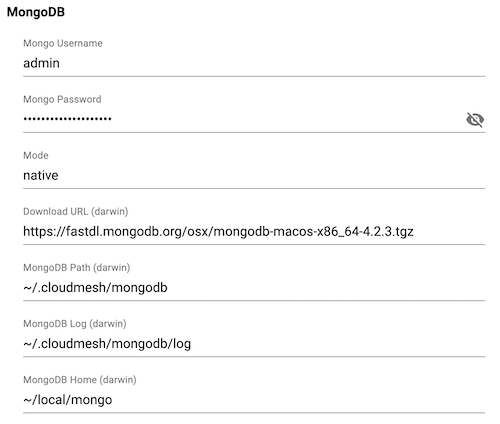 MongoDB
Mongo Username
admin
Mongo Password
••••••••••••••••••••
Mode
native
Download URL (darwin)
https://fastdl.mongodb.org/osx/mongodb-macos-x86_64-4.2.3.tgz
MongoDB Path (darwin)
~/.cloudmesh/mongodb
MongoDB Log (darwin)
~/.cloudmesh/mongodb/log
MongoDB Home (darwin)
~/local/mongo